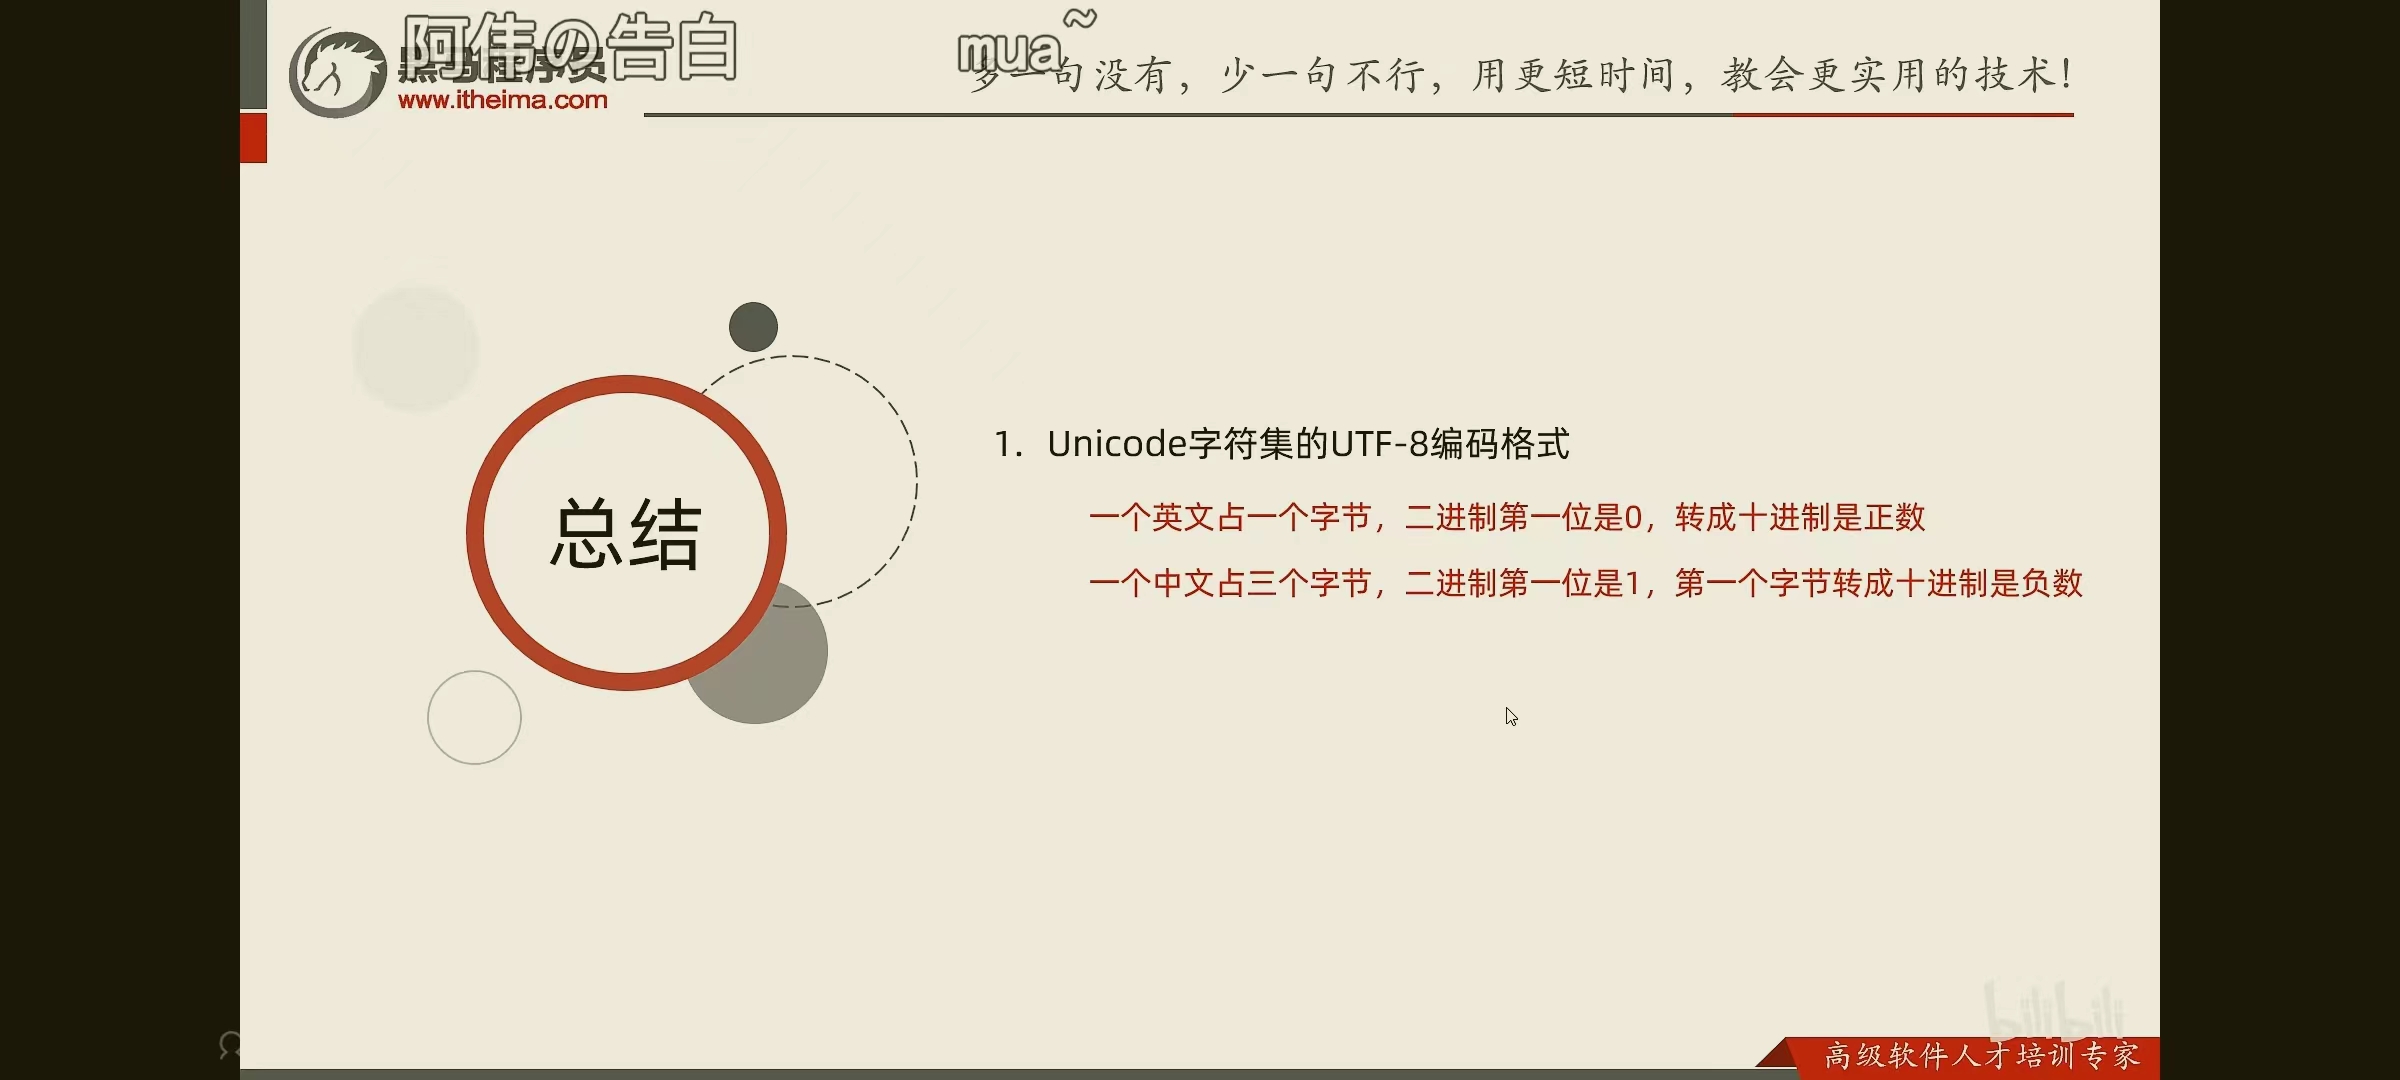 阿伟の告白
mua~
黑马程序员
www.itheima.com
多一句没有，少一句不行，用更短时间，教会更实用的技术！
总结
1. Unicode字符集的UTF-8编码格式
一个英文占一个字节，二进制第一位是0，转成十进制是正数
一个中文占三个字节，二进制第一位是1，第一个字节转成十进制是负数
bilibili
高级软件人才培训专家